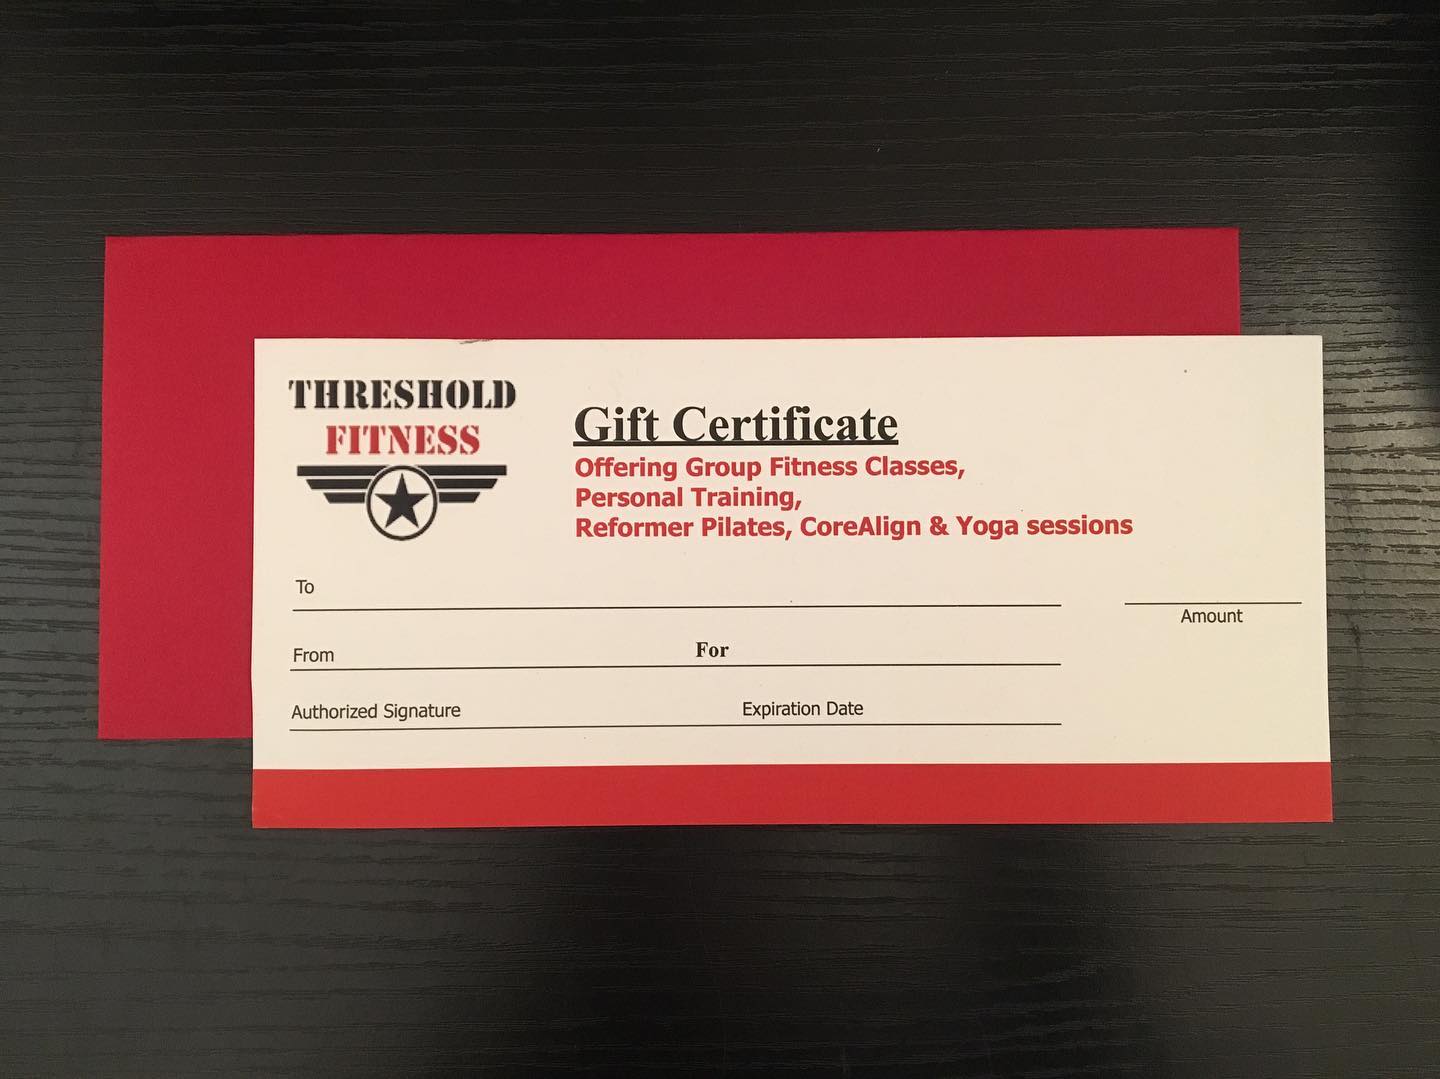 THRESHOLD
FITNESS
Gift Certificate
Offering Group Fitness Classes,
Personal Training,
Reformer Pilates, CoreAlign & Yoga sessions
To
Amount
From For
Authorized Signature Expiration Date